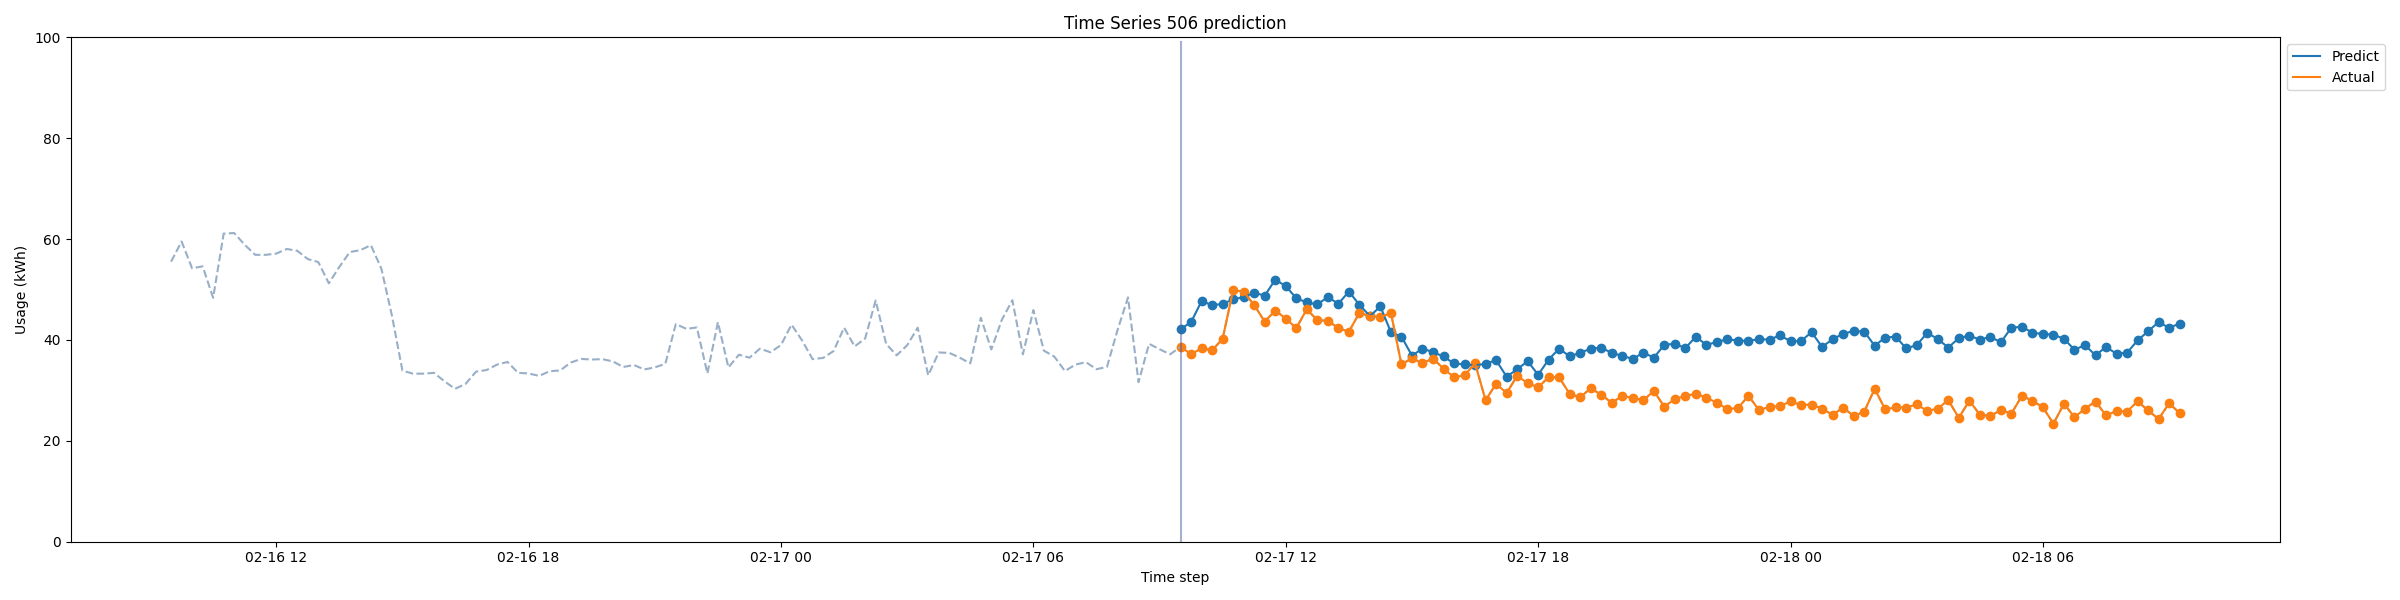 Time Series 506 prediction
100
80
60
40
20
0
Usage (kWh)
02-16 12
02-16 18
02-17 00
02-17 06
02-17 12
02-17 18
02-18 00
02-18 06
Time step
Predict
Actual